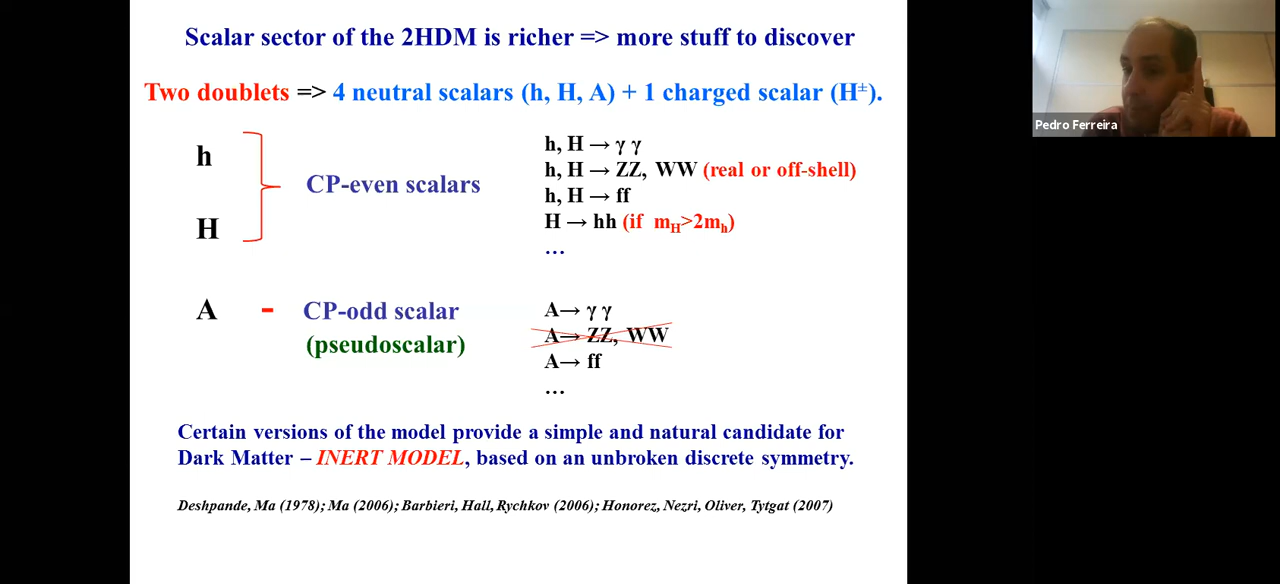 Scalar sector of the 2HDM is richer => more stuff to discover
Two doublets => 4 neutral scalars (h, H, A) + 1 charged scalar (H±).
h
H
CP-even scalars
h, H → γ γ
h, H → ZZ, WW (real or off-shell)
h, H → ff
H → hh (if mH>2mh)
...
A - CP-odd scalar
(pseudoscalar)
A→ γ γ
A→ ZZ, WW
A→ ff
...
Certain versions of the model provide a simple and natural candidate for
Dark Matter – INERT MODEL, based on an unbroken discrete symmetry.
Deshpande, Ma (1978); Ma (2006); Barbieri, Hall, Rychkov (2006); Honorez, Nezri, Oliver, Tytgat (2007)
Pedro Ferreira